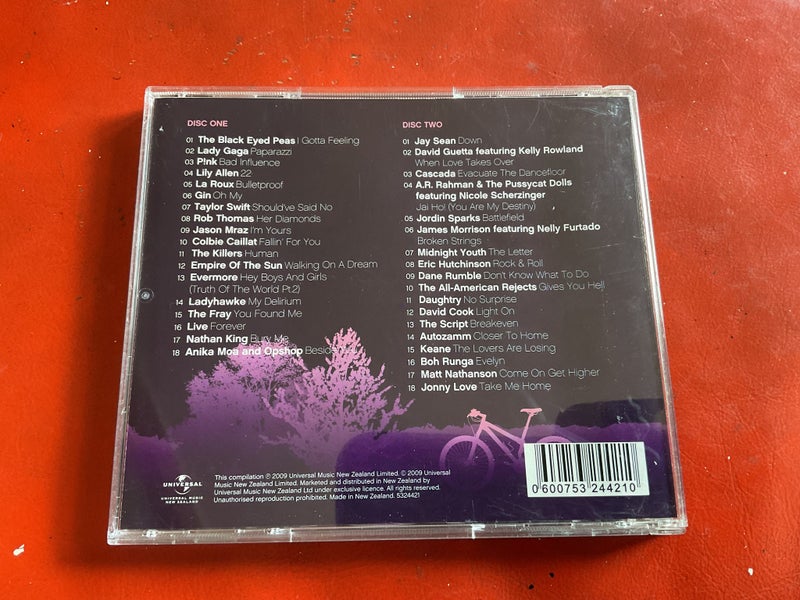 DISC ONE
01 The Black Eyed Peas I Gotta Feeling
02 Lady Gaga Paparazzi
03 P!nk Bad Influence
04 Lily Allen 22
05 La Roux Bulletproof
06 Gin Oh My
07 Taylor Swift Should've Said No
08 Rob Thomas Her Diamonds
09 Jason Mraz I'm Yours
10 Colbie Caillat Fallin' For You
11 The Killers Human
12 Empire Of The Sun Walking On A Dream
13 Evermore Hey Boys And Girls
(Truth Of The World Pt.2)
14 Ladyhawke My Delirium
15 The Fray You Found Me
16 Live Forever
17 Nathan King Bury Me
18 Anika Moa and Opshop
DISC TWO
01 Jay Sean Down
02 David Guetta featuring Kelly Rowland
When Love Takes Over
03 Cascada Evacuate The Dancefloor
04 A.R. Rahman & The Pussycat Dolls
featuring Nicole Scherzinger
Jai Ho! (You Are My Destiny)
05 Jordin Sparks Battlefield
06 James Morrison featuring Nelly Furtado
Broken Strings
07 Midnight Youth The Letter
08 Eric Hutchinson Rock & Roll
09 Dane Rumble Don't Know What To Do
10 The All-American Rejects Gives You Hell
11 Daughtry No Surprise
12 David Cook Light On
13 The Script Breakeven
14 Autozamm Closer To Home
15 Keane The Lovers Are Losing
16 Boh Runga Evelyn
17 Matt Nathanson Come On Get Higher
18 Jonny Love Take Me Home
UNIVERSAL
UNIVERSAL MUSIC
NEW ZEALAND
This compilation ℗ 2009 Universal Music New Zealand Limited. © 2009 Universal
Music New Zealand Limited. Marketed and distributed in New Zealand by
Universal Music New Zealand Ltd under exclusive licence. All rights reserved.
Unauthorised reproduction prohibited. Made in New Zealand. 5324421
0 600753 244210